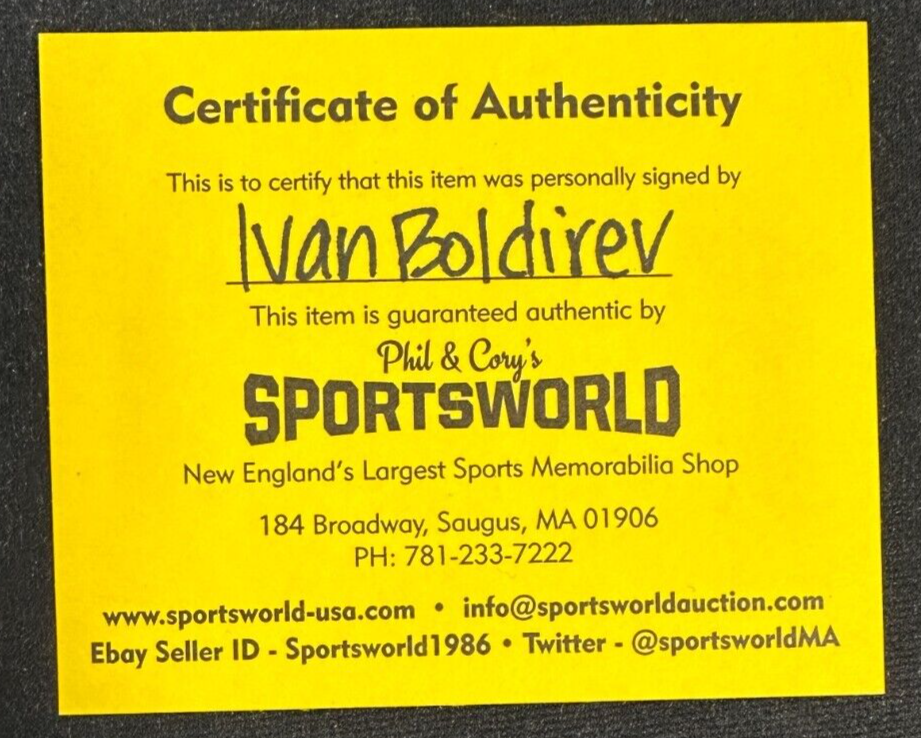 Certificate of Authenticity
This is to certify that this item was personally signed by
Ivan Boldirev
This item is guaranteed authentic by
Phil & Cory's
SPORTSWORLD
New England's Largest Sports Memorabilia Shop
184 Broadway, Saugus, MA 01906
PH: 781-233-7222
www.sportsworld-usa.com • info@sportsworldauction.com
Ebay Seller ID - Sportsworld1986 • Twitter - @sportsworldMA